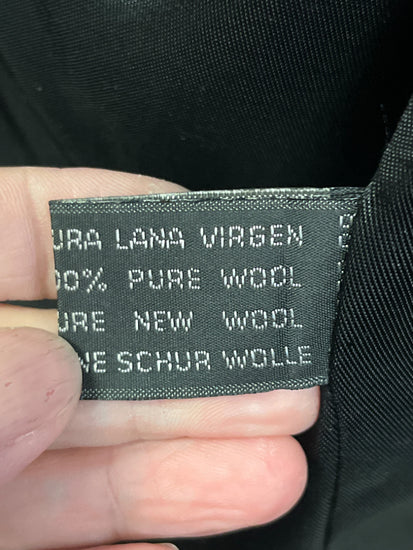 URA LANA VIRGEN
00% PURE WOOL
URE NEW WOOL
NE SCHUR WOLLE